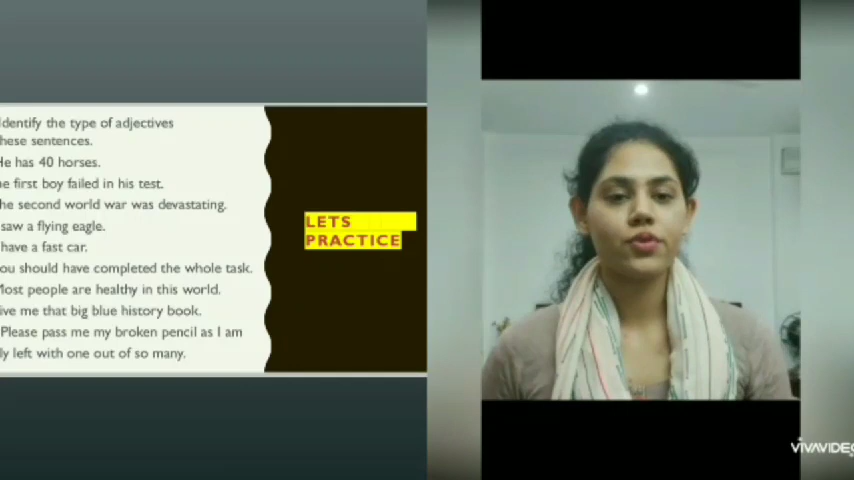 Identify the type of adjectives
hese sentences.
He has 40 horses.
e first boy failed in his test.
he second world war was devastating.
saw a flying eagle.
have a fast car.
ou should have completed the whole task.
Most people are healthy in this world.
ive me that big blue history book.
Please pass me my broken pencil as I am
ly left with one out of so many.
LETS
PRACTICE
VIVAVIDEO